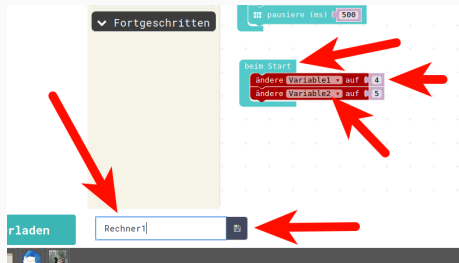 pausiere (ms) 500
Fortgeschritten
beim Start
ändere Variable1 auf 4
ändere Variable2 auf 5
Rechner1
rladen